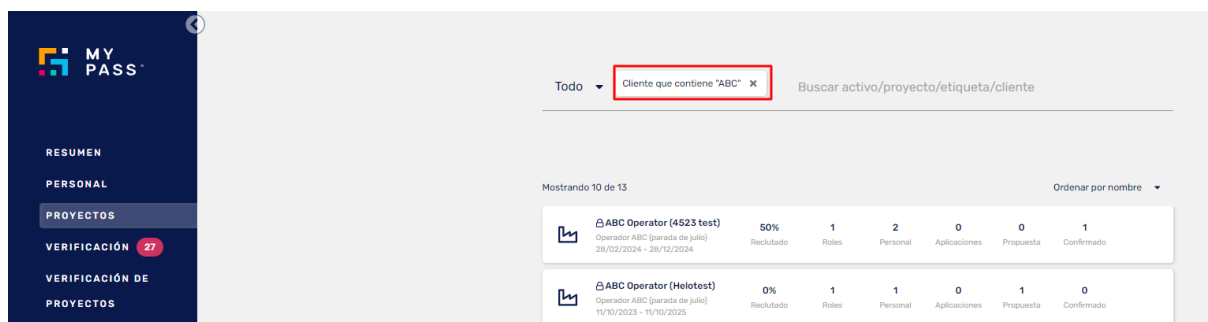 MY
PASS
Todo
Cliente que contiene "ABC" ×
Buscar activo/proyecto/etiqueta/cliente
RESUMEN
PERSONAL
PROYECTOS
VERIFICACIÓN 27
VERIFICACIÓN DE
PROYECTOS
Mostrando 10 de 13
Ordenar por nombre
ABC Operator (4523 test)
Operador ABC (parada de julio)
28/02/2024 - 28/12/2024
50% 1 2 0 0 1
Reclutado Roles Personal Aplicaciones Propuesta Confirmado
ABC Operator (Helotest)
Operador ABC (parada de julio)
11/10/2023 - 11/10/2025
0% 1 1 0 1 0
Reclutado Roles Personal Aplicaciones Propuesta Confirmado